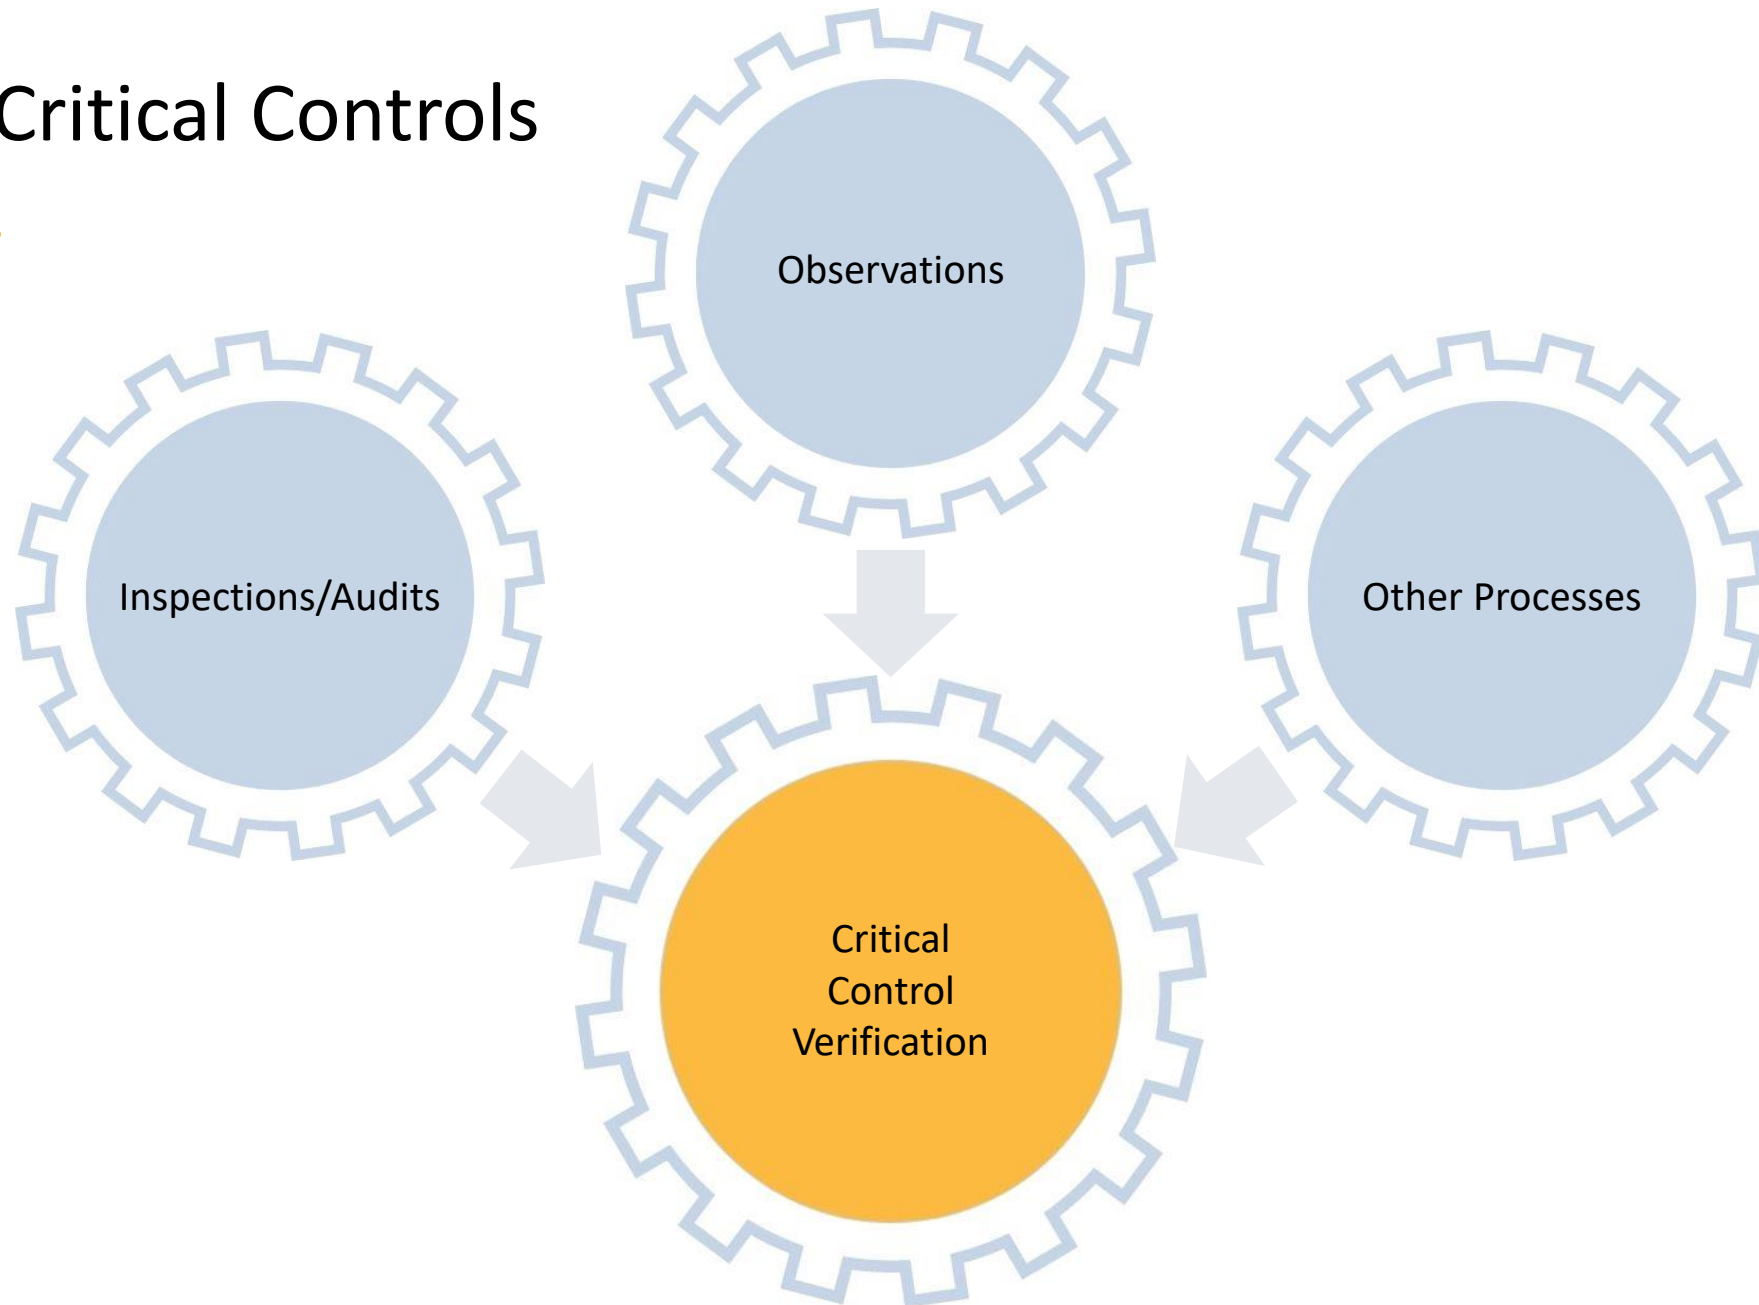 Critical Controls
Observations
Inspections/Audits
Other Processes
Critical
Control
Verification